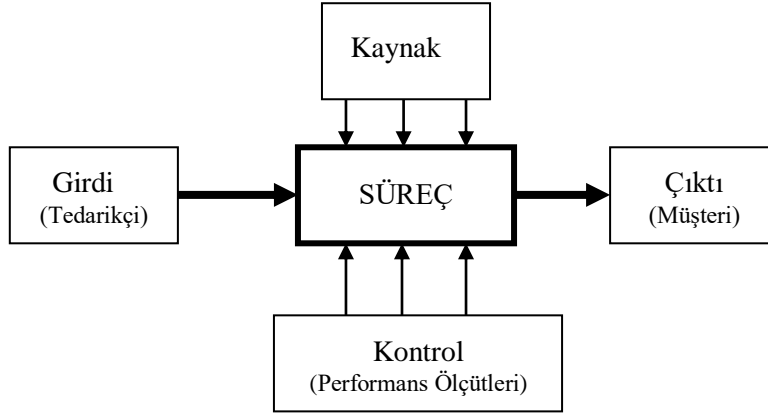 Kaynak
Girdi
(Tedarikçi)
SÜREÇ
Çıktı
(Müşteri)
Kontrol
(Performans Ölçütleri)